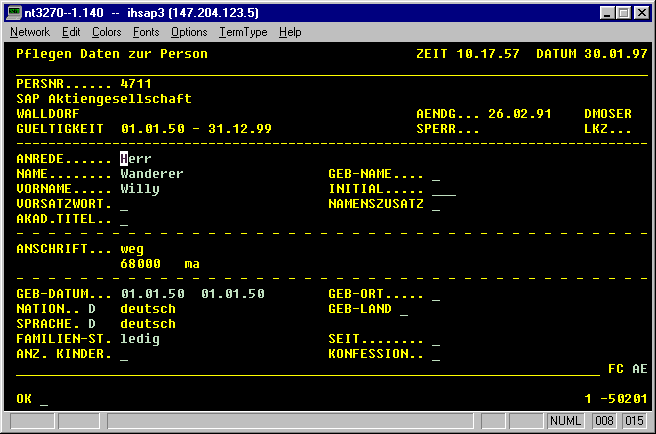 nt3270--1.140 -- ihsap3 (147.204.123.5)
Network Edit Colors Fonts Options TermType Help
Pflegen Daten zur Person ZEIT 10.17.57 DATUM 30.01.97
PERSNR...... 4711
SAP Aktiengesellschaft
WALLDORF AENDG... 26.02.91 DMOSER
GUELTIGKEIT 01.01.50 - 31.12.99 SPERR... LKZ...
ANREDE...... Herr
NAME........ Wanderer GEB-NAME.... _
VORNAME..... Willy INITIAL..... ___
VORSATZWORT. _ NAMENSZUSATZ _
AKAD.TITEL.. _
ANSCHRIFT... weg
68000 ma
GEB-DATUM... 01.01.50 01.01.50 GEB-ORT..... _
NATION.. D deutsch GEB-LAND _
SPRACHE. D deutsch
FAMILIEN-ST. ledig SEIT........ _
ANZ. KINDER. _ KONFESSION.. _
FC AE
OK _ 1 -50201
NUML 008 015